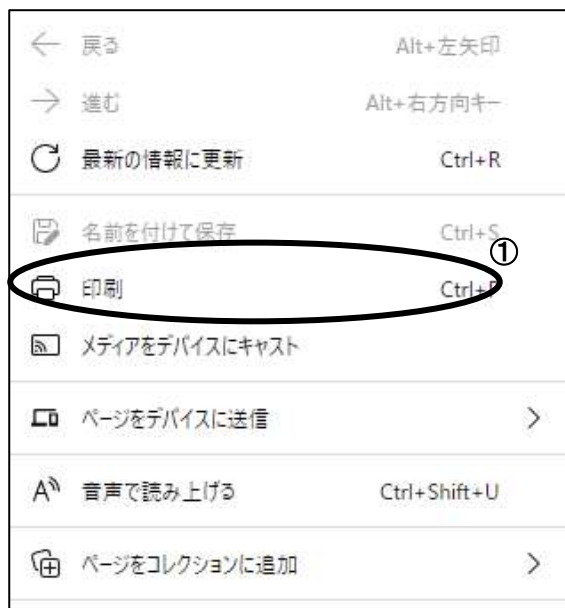 戻る Alt+左矢印
進む Alt+右方向キー
最新の情報に更新 Ctrl+R
名前を付けて保存 Ctrl+S
①
印刷 Ctrl+P
メディアをデバイスにキャスト
ページをデバイスに送信
音声で読み上げる Ctrl+Shift+U
ページをコレクションに追加